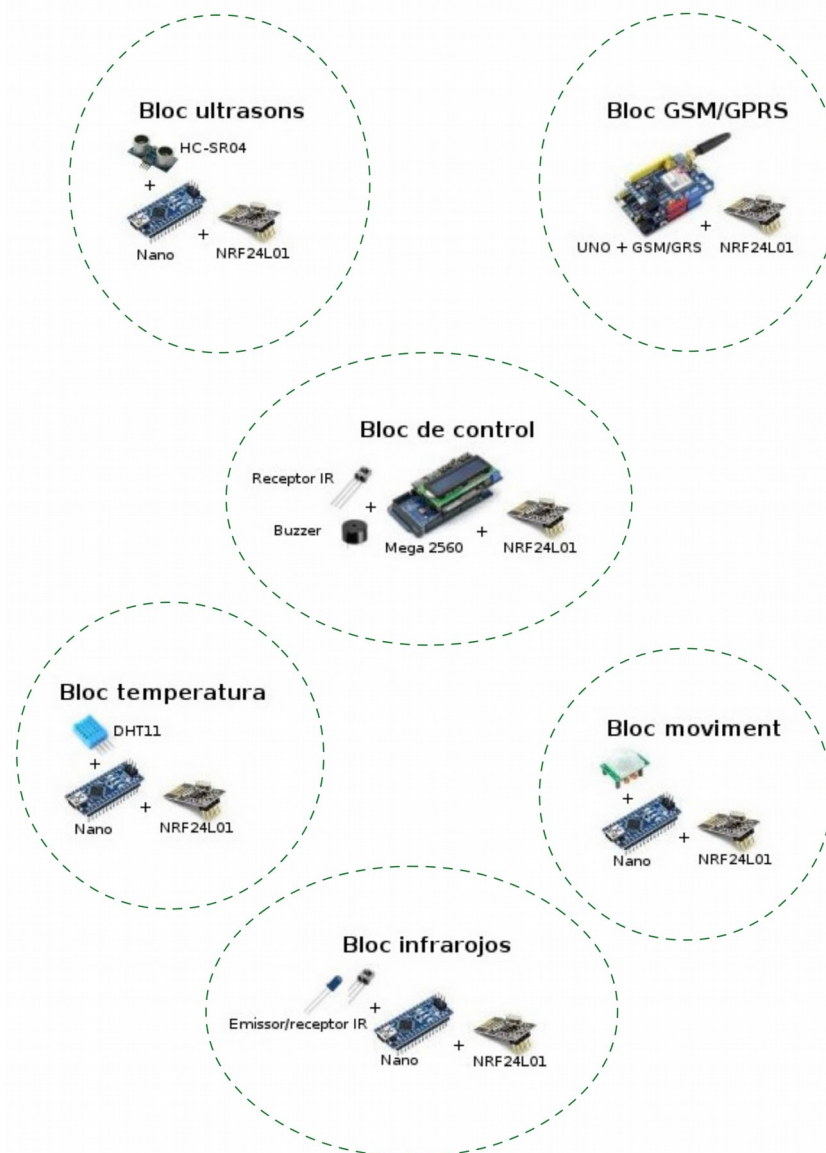 Bloc ultrasons
HC-SR04
+
+
Nano
NRF24L01
Bloc GSM/GPRS
+
UNO + GSM/GRS
NRF24L01
Bloc de control
Receptor IR
+
Buzzer
+
Mega 2560
NRF24L01
Bloc temperatura
DHT11
+
+
Nano
NRF24L01
Bloc moviment
+
+
Nano
NRF24L01
Bloc infrarojos
+
Emissor/receptor IR
+
Nano
NRF24L01